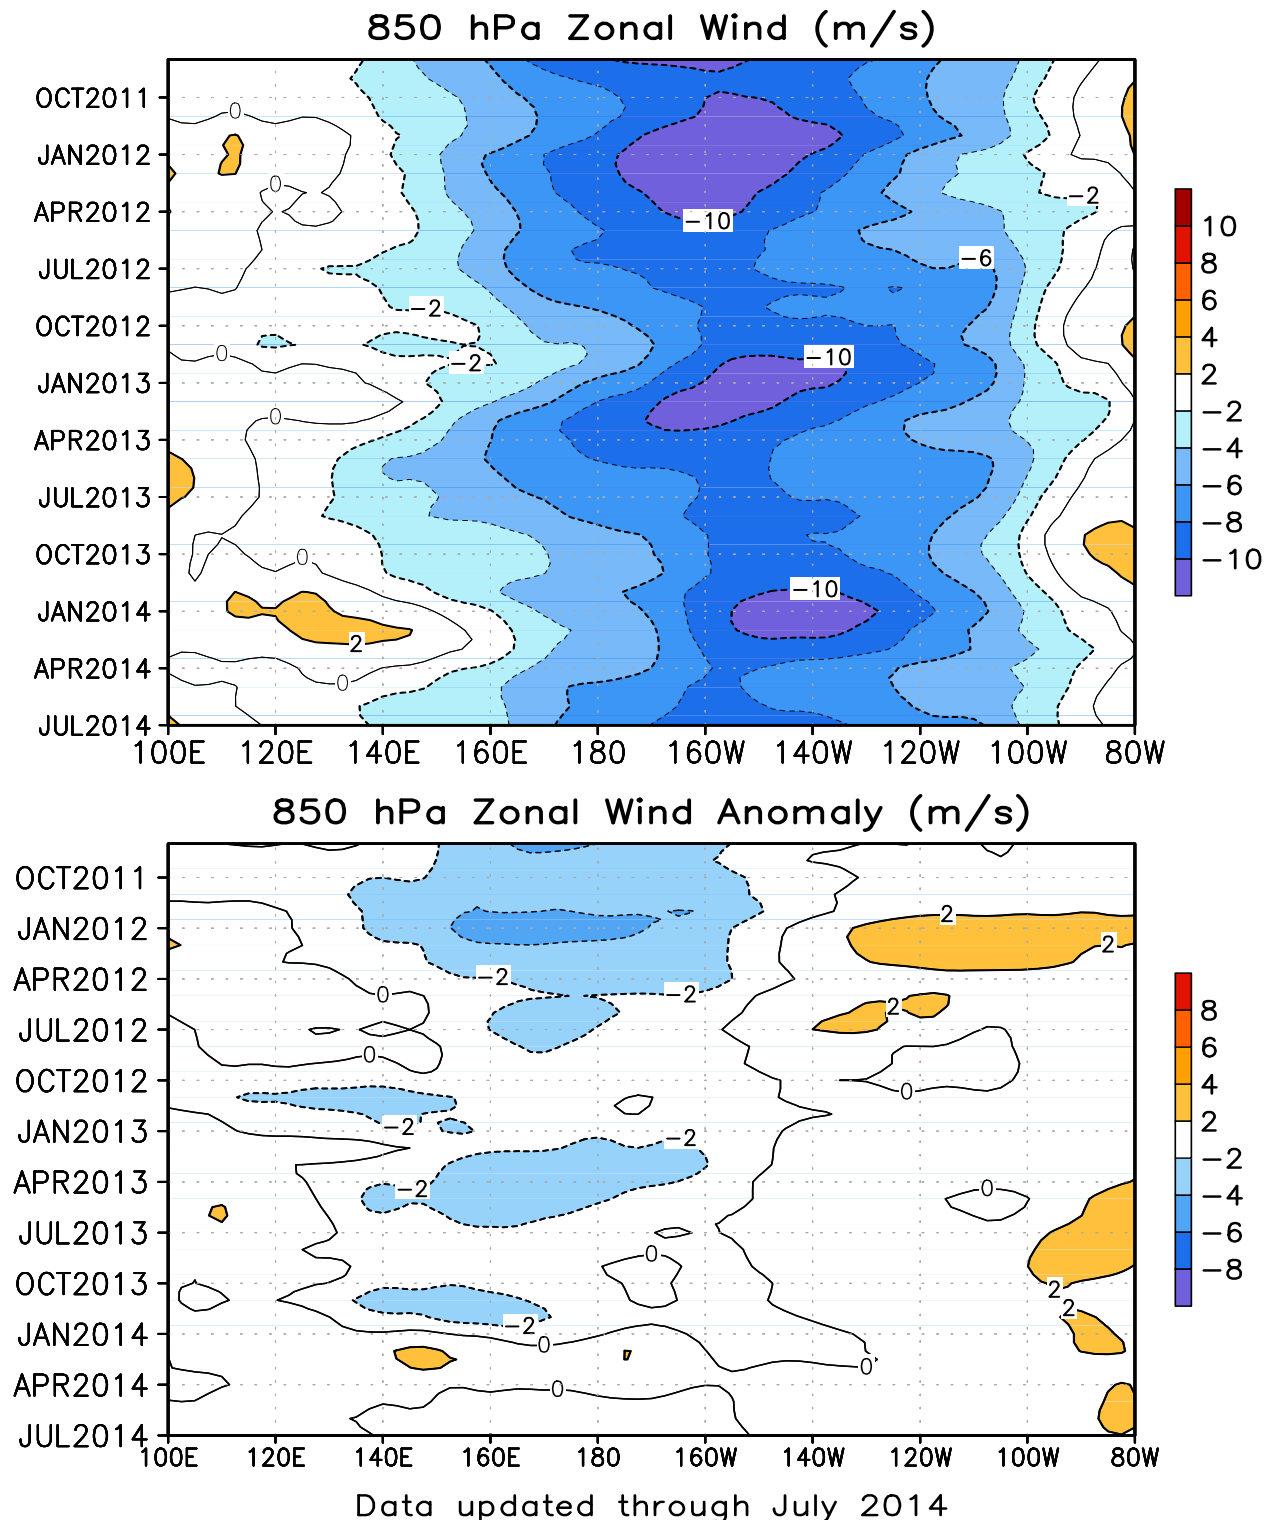 850 hPa Zonal Wind (m/s)
OCT2011
JAN2012
APR2012
JUL2012
OCT2012
JAN2013
APR2013
JUL2013
OCT2013
JAN2014
APR2014
JUL2014
0
0
-2
-10
-6
-2
0
-2
-10
0
0
-10
2
0
10
8
6
4
2
-2
-4
-6
-8
-10
100E 120E 140E 160E 180 160W 140W 120W 100W 80W
850 hPa Zonal Wind Anomaly (m/s)
OCT2011
JAN2012
APR2012
JUL2012
OCT2012
JAN2013
APR2013
JUL2013
OCT2013
JAN2014
APR2014
JUL2014
2
2
-2
0
-2
2
0
0
-2
-2
-2
0
0
2
2
-2
0
0
0
8
6
4
2
-2
-4
-6
-8
100E 120E 140E 160E 180 160W 140W 120W 100W 80W
Data updated through July 2014